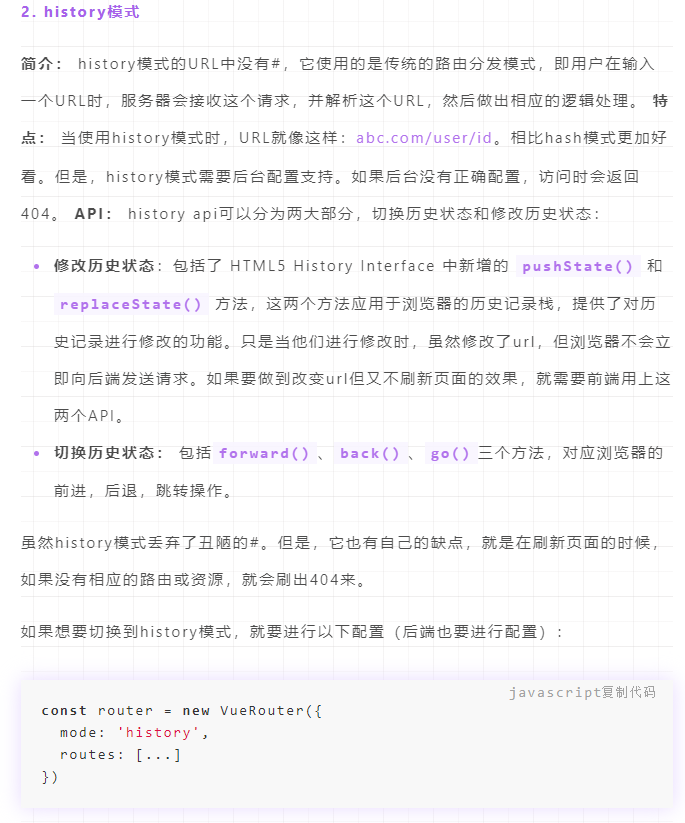 2. history模式
简介： history模式的URL中没有#，它使用的是传统的路由分发模式，即用户在输入
一个URL时，服务器会接收这个请求，并解析这个URL，然后做出相应的逻辑处理。 特
点： 当使用history模式时，URL就像这样：abc.com/user/id。相比hash模式更加好
看。但是，history模式需要后台配置支持。如果后台没有正确配置，访问时会返回
404。 API： history api可以分为两大部分，切换历史状态和修改历史状态：
• 修改历史状态：包括了 HTML5 History Interface 中新增的 pushState() 和
replaceState() 方法，这两个方法应用于浏览器的历史记录栈，提供了对历
史记录进行修改的功能。只是当他们进行修改时，虽然修改了url，但浏览器不会立
即向后端发送请求。如果要做到改变url但又不刷新页面的效果，就需要前端用上这
两个API。
• 切换历史状态： 包括forward()、back()、go()三个方法，对应浏览器的
前进，后退，跳转操作。
虽然history模式丢弃了丑陋的#。但是，它也有自己的缺点，就是在刷新页面的时候，
如果没有相应的路由或资源，就会刷出404来。
如果想要切换到history模式，就要进行以下配置（后端也要进行配置）：
javascript复制代码
const router = new VueRouter({
  mode: 'history',
  routes: [...]
})